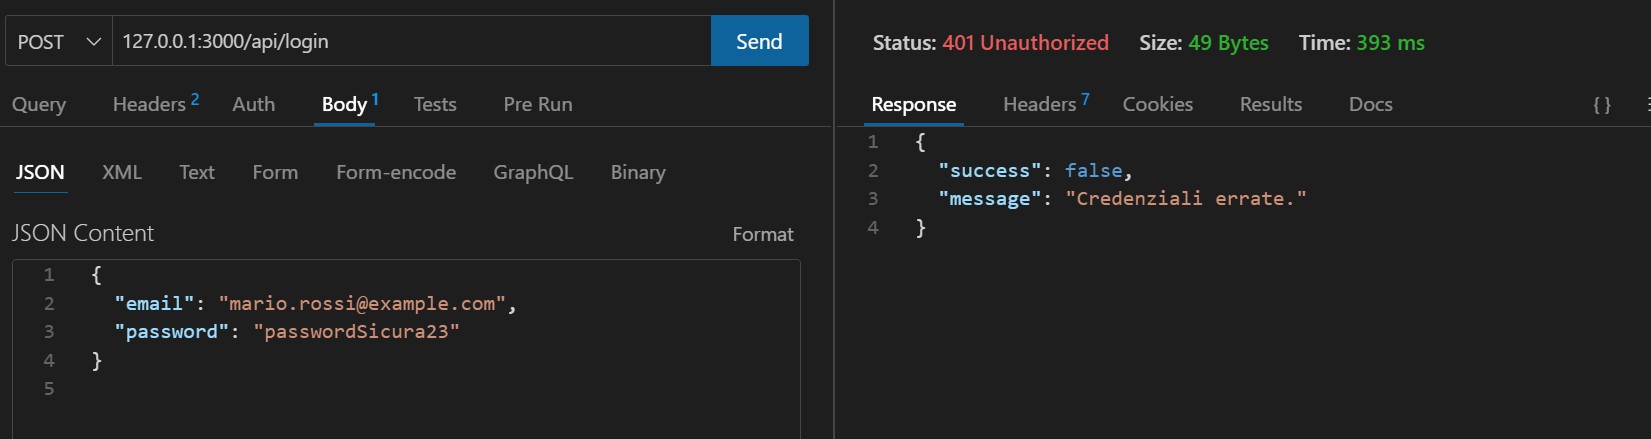 POST 127.0.0.1:3000/api/login Send
Query Headers 2 Auth Body 1 Tests Pre Run
JSON XML Text Form Form-encode GraphQL Binary
JSON Content Format
1 {
2 "email": "mario.rossi@example.com",
3 "password": "passwordSicura23"
4 }
5
Status: 401 Unauthorized Size: 49 Bytes Time: 393 ms
Response Headers 7 Cookies Results Docs { }
1 {
2 "success": false,
3 "message": "Credenziali errate."
4 }